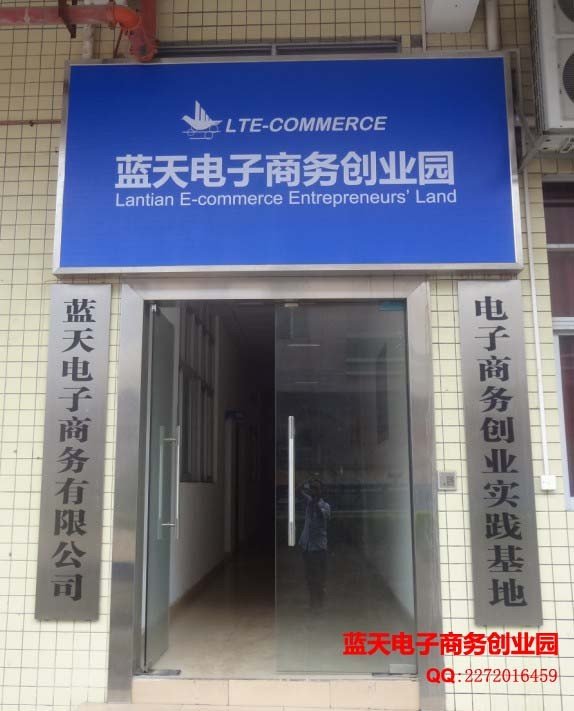 LTE-COMMERCE
蓝天电子商务创业园
Lantian E-commerce Entrepreneurs' Land
蓝天电子商务有限公司
电子商务创业实践基地
蓝天电子商务创业园
QQ:2272016459